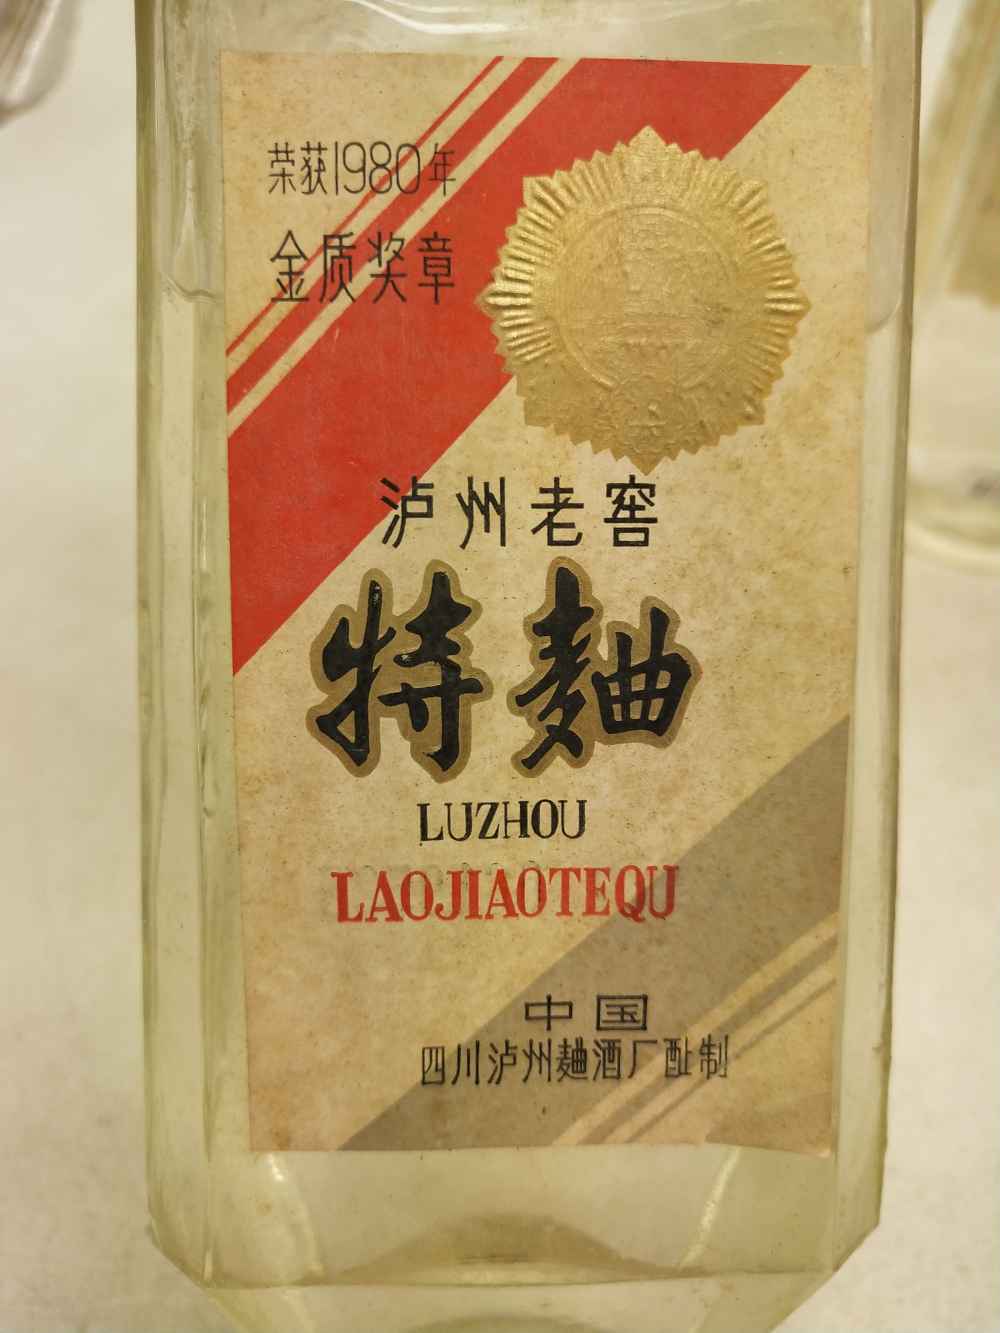 荣获1980年
金质奖章
泸州老窖
特麯
LUZHOU
LAOJIAOTEQU
中国
四川泸州麯酒厂酫制